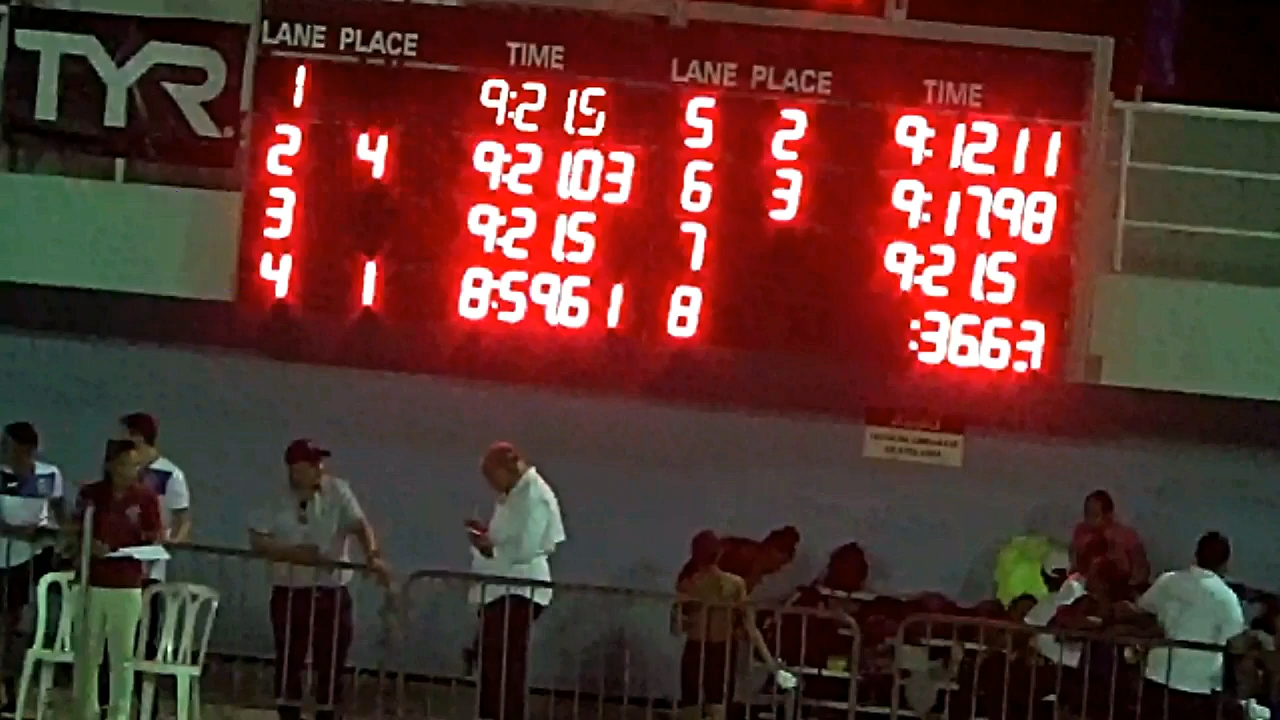 TYR
LANE PLACE TIME LANE PLACE TIME
1 9:2 15 5 2 9:12 11
2 4 9:21.03 6 3 9:17.98
3 9:2 15 7 9:2 15
4 1 8:59.61 8 :36.63